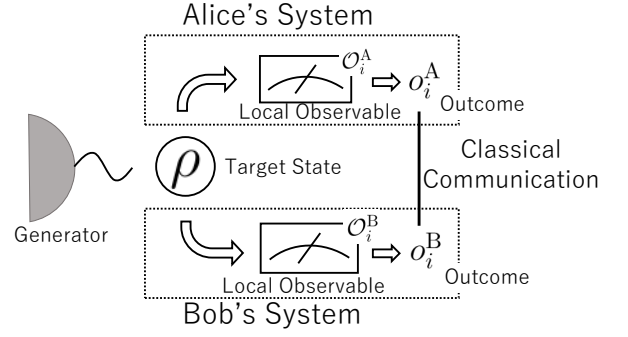 Alice's System
𝒪ᵢᴬ
oᵢᴬ
Local Observable
Outcome
ρ
Target State
Classical
Communication
Generator
𝒪ᵢᴮ
oᵢᴮ
Local Observable
Outcome
Bob's System